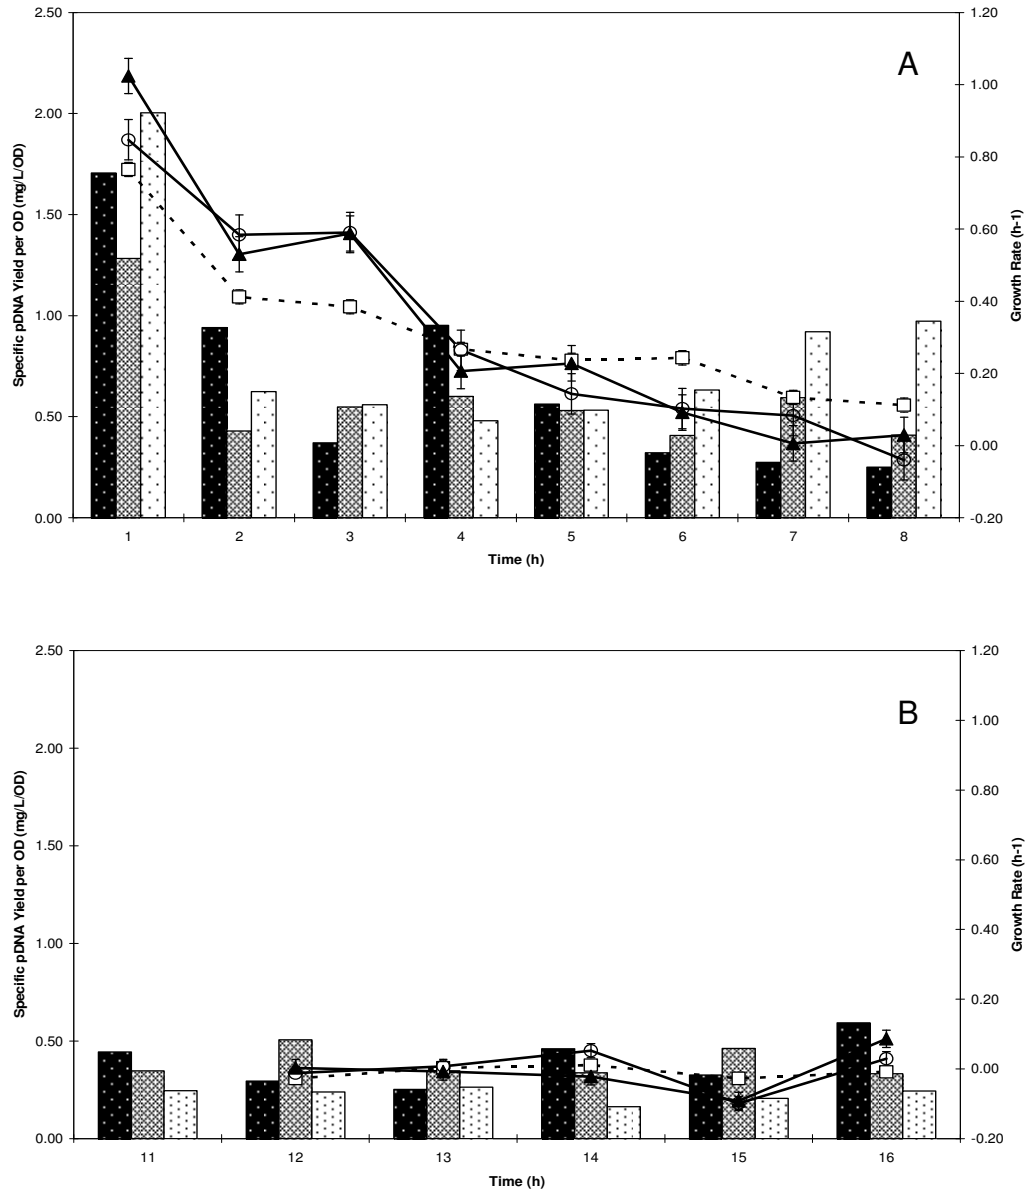 A
Specific pDNA Yield per OD (mg/L/OD)
2.50
2.00
1.50
1.00
0.50
0.00
1.20
1.00
0.80
0.60
0.40
0.20
0.00
-0.20
Growth Rate (h-1)
1 2 3 4 5 6 7 8
Time (h)
B
Specific pDNA Yield per OD (mg/L/OD)
2.50
2.00
1.50
1.00
0.50
0.00
1.20
1.00
0.80
0.60
0.40
0.20
0.00
-0.20
Growth Rate (h-1)
11 12 13 14 15 16
Time (h)